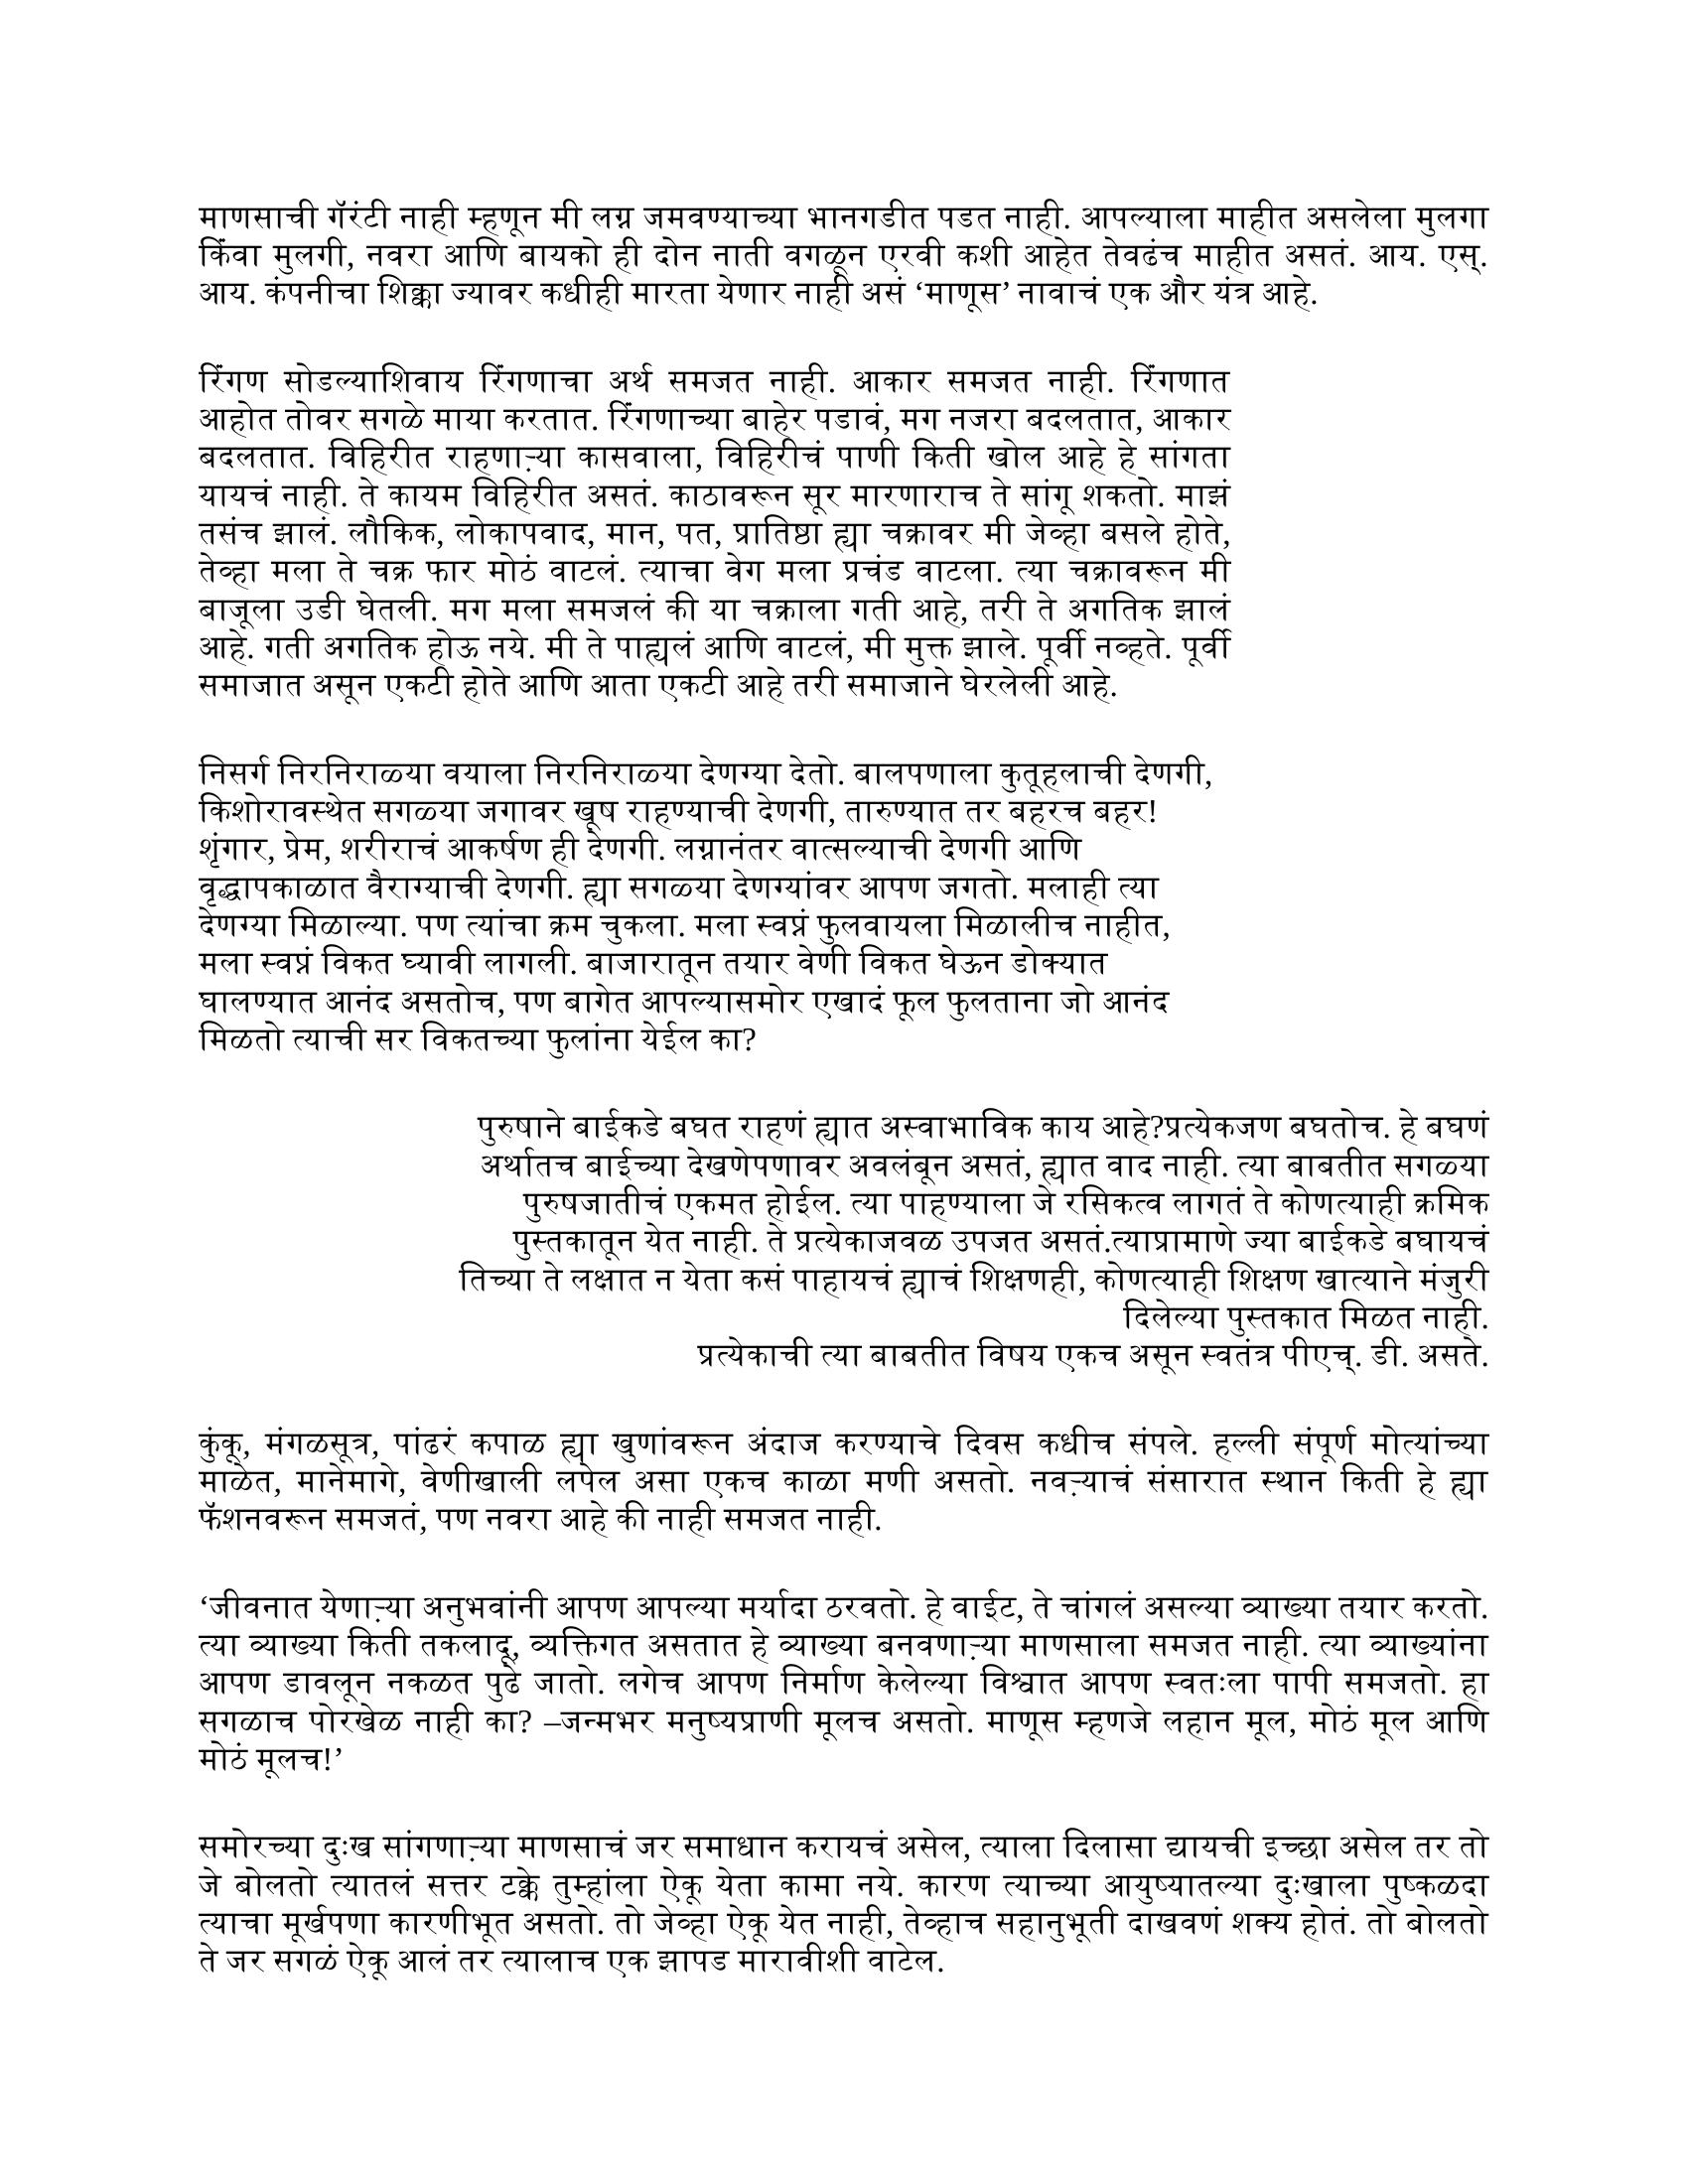 माणसाची गॅरंटी नाही म्हणून मी लग्न जमवण्याच्या भानगडीत पडत नाही. आपल्याला माहीत असलेला मुलगा
किंवा मुलगी, नवरा आणि बायको ही दोन नाती वगळून एरवी कशी आहेत तेवढंच माहीत असतं. आय. एस्.
आय. कंपनीचा शिक्का ज्यावर कधीही मारता येणार नाही असं ‘माणूस’ नावाचं एक और यंत्र आहे.
रिंगण सोडल्याशिवाय रिंगणाचा अर्थ समजत नाही. आकार समजत नाही. रिंगणात
आहोत तोवर सगळे माया करतात. रिंगणाच्या बाहेर पडावं, मग नजरा बदलतात, आकार
बदलतात. विहिरीत राहणाऱ्या कासवाला, विहिरीचं पाणी किती खोल आहे हे सांगता
यायचं नाही. ते कायम विहिरीत असतं. काठावरून सूर मारणाराच ते सांगू शकतो. माझं
तसंच झालं. लौकिक, लोकापवाद, मान, पत, प्रातिष्ठा ह्या चक्रावर मी जेव्हा बसले होते,
तेव्हा मला ते चक्र फार मोठं वाटलं. त्याचा वेग मला प्रचंड वाटला. त्या चक्रावरून मी
बाजूला उडी घेतली. मग मला समजलं की या चक्राला गती आहे, तरी ते अगतिक झालं
आहे. गती अगतिक होऊ नये. मी ते पाह्यलं आणि वाटलं, मी मुक्त झाले. पूर्वी नव्हते. पूर्वी
समाजात असून एकटी होते आणि आता एकटी आहे तरी समाजाने घेरलेली आहे.
निसर्ग निरनिराळ्या वयाला निरनिराळ्या देणग्या देतो. बालपणाला कुतूहलाची देणगी,
किशोरावस्थेत सगळ्या जगावर खूष राहण्याची देणगी, तारुण्यात तर बहरच बहर!
शृंगार, प्रेम, शरीराचं आकर्षण ही देणगी. लग्नानंतर वात्सल्याची देणगी आणि
वृद्धापकाळात वैराग्याची देणगी. ह्या सगळ्या देणग्यांवर आपण जगतो. मलाही त्या
देणग्या मिळाल्या. पण त्यांचा क्रम चुकला. मला स्वप्नं फुलवायला मिळालीच नाहीत,
मला स्वप्नं विकत घ्यावी लागली. बाजारातून तयार वेणी विकत घेऊन डोक्यात
घालण्यात आनंद असतोच, पण बागेत आपल्यासमोर एखादं फूल फुलताना जो आनंद
मिळतो त्याची सर विकतच्या फुलांना येईल का?
पुरुषाने बाईकडे बघत राहणं ह्यात अस्वाभाविक काय आहे?प्रत्येकजण बघतोच. हे बघणं
अर्थातच बाईच्या देखणेपणावर अवलंबून असतं, ह्यात वाद नाही. त्या बाबतीत सगळ्या
पुरुषजातीचं एकमत होईल. त्या पाहण्याला जे रसिकत्व लागतं ते कोणत्याही क्रमिक
पुस्तकातून येत नाही. ते प्रत्येकाजवळ उपजत असतं.त्याप्रामाणे ज्या बाईकडे बघायचं
तिच्या ते लक्षात न येता कसं पाहायचं ह्याचं शिक्षणही, कोणत्याही शिक्षण खात्याने मंजुरी
दिलेल्या पुस्तकात मिळत नाही.
प्रत्येकाची त्या बाबतीत विषय एकच असून स्वतंत्र पीएच्. डी. असते.
कुंकू, मंगळसूत्र, पांढरं कपाळ ह्या खुणांवरून अंदाज करण्याचे दिवस कधीच संपले. हल्ली संपूर्ण मोत्यांच्या
माळेत, मानेमागे, वेणीखाली लपेल असा एकच काळा मणी असतो. नवऱ्याचं संसारात स्थान किती हे ह्या
फॅशनवरून समजतं, पण नवरा आहे की नाही समजत नाही.
‘जीवनात येणाऱ्या अनुभवांनी आपण आपल्या मर्यादा ठरवतो. हे वाईट, ते चांगलं असल्या व्याख्या तयार करतो.
त्या व्याख्या किती तकलादू, व्यक्तिगत असतात हे व्याख्या बनवणाऱ्या माणसाला समजत नाही. त्या व्याख्यांना
आपण डावलून नकळत पुढे जातो. लगेच आपण निर्माण केलेल्या विश्वात आपण स्वतःला पापी समजतो. हा
सगळाच पोरखेळ नाही का? –जन्मभर मनुष्यप्राणी मूलच असतो. माणूस म्हणजे लहान मूल, मोठं मूल आणि
मोठं मूलच!’
समोरच्या दुःख सांगणाऱ्या माणसाचं जर समाधान करायचं असेल, त्याला दिलासा द्यायची इच्छा असेल तर तो
जे बोलतो त्यातलं सत्तर टक्के तुम्हांला ऐकू येता कामा नये. कारण त्याच्या आयुष्यातल्या दुःखाला पुष्कळदा
त्याचा मूर्खपणा कारणीभूत असतो. तो जेव्हा ऐकू येत नाही, तेव्हाच सहानुभूती दाखवणं शक्य होतं. तो बोलतो
ते जर सगळं ऐकू आलं तर त्यालाच एक झापड मारावीशी वाटेल.